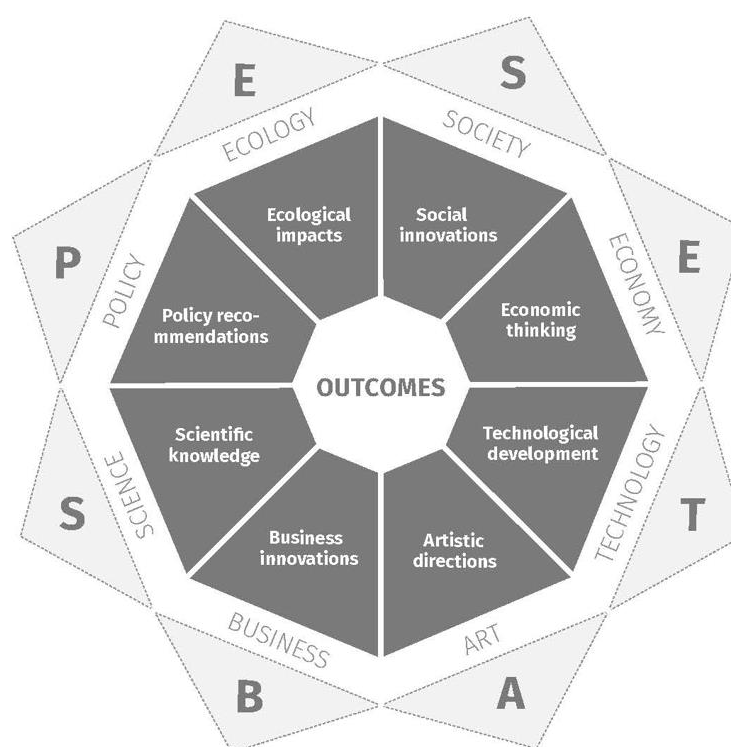 E
S
ECOLOGY
SOCIETY
Ecological
impacts
Social
innovations
P
E
POLICY
ECONOMY
Policy reco-
mmendations
Economic
thinking
OUTCOMES
Scientific
knowledge
Technological
development
SCIENCE
TECHNOLOGY
S
T
Business
innovations
Artistic
directions
BUSINESS
ART
B
A